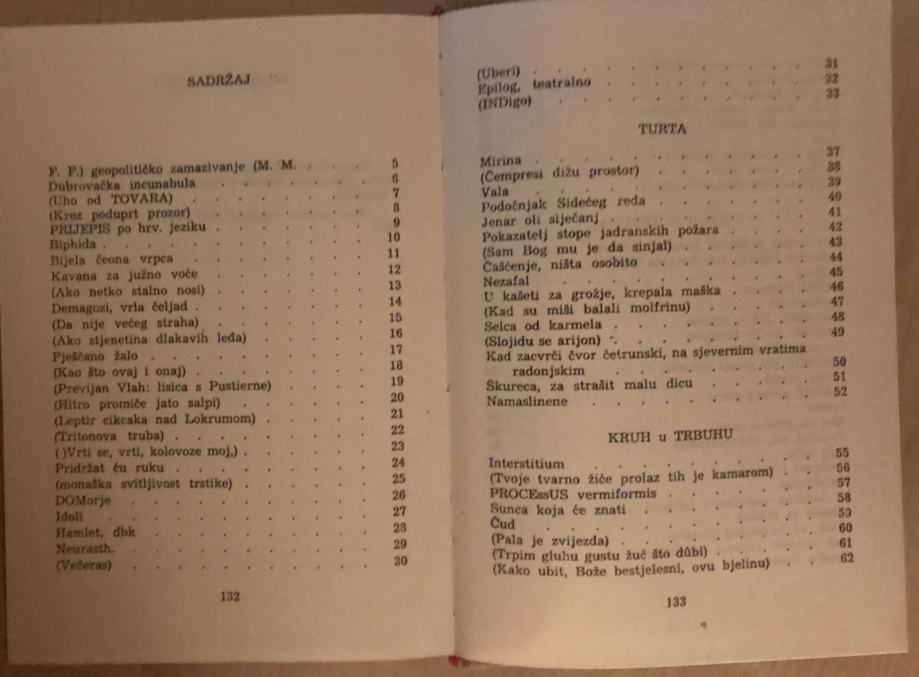 SADRŽAJ
F. F.) geopolitičko zamazivanje (M. M. . . . . 5
Dubrovačka incunabula . . . . . . 6
(Uho od TOVARA) . . . . . . 7
(Kroz poduprt prozor) . . . . . . 8
PRIJEPIS po hrv. jeziku . . . . . . 9
Biphida . . . . . . . . 10
Bijela čeona vrpca . . . . . . 11
Kavana za južno voće . . . . . . 12
(Ako netko stalno nosi) . . . . . . 13
Demagozi, vrla čeljad . . . . . . 14
(Da nije većeg straha) . . . . . . 15
(Ako stjenetina dlakavih leđa) . . . . . 16
Pješčano žalo . . . . . . . 17
(Kao što ovaj i onaj) . . . . . . 18
(Previjan Vlah: lisica s Pustierne) . . . . 19
(Hitro promiče jato salpi) . . . . . 20
(Leptir cikcaka nad Lokrumom) . . . . . 21
(Tritonova truba) . . . . . . . 22
()Vrti se, vrti, kolovoze moj,) . . . . . 23
Pridržat ću ruku . . . . . . . 24
(monaška svitljivost trstike) . . . . . 25
DOMorje . . . . . . . . 26
Idoli . . . . . . . . 27
Hamlet, dbk . . . . . . . 28
Neurasth. . . . . . . . . 29
(Večeras) . . . . . . . . 30
132
(Uberi) . . . . . . . . 31
Epilog, teatralno . . . . . . . 32
(INDigo) . . . . . . . . 33
TURTA
Mirina . . . . . . . . 37
(Čempresi dižu prostor) . . . . . . 38
Vala . . . . . . . . 39
Podočnjak Sidećeg reda . . . . . . 40
Jenar oli siječanj . . . . . . . 41
Pokazatelj stope jadranskih požara . . . . 42
(Sam Bog mu je da sinjal) . . . . . 43
Čašćenje, ništa osobito . . . . . . 44
Nezafal . . . . . . . . 45
U kašeti za grožje, krepala maška . . . . 46
(Kad su miši balali molfrinu) . . . . . 47
Selca od karmela . . . . . . . 48
(Slojidu se arijon) . . . . . . . 49
Kad zacvrči čvor četrunski, na sjevernim vratima
radonjskim . . . . . . . 50
Škureca, za strašit malu dicu . . . . . 51
Namaslinene . . . . . . . 52
KRUH u TRBUHU
Interstitium . . . . . . . 55
(Tvoje tvarno žiče prolaz tih je kamarom) . . 56
PROCEssUS vermiformis . . . . . . 57
Sunca koja će znati . . . . . . 58
Čud . . . . . . . . 59
(Pala je zvijezda) . . . . . . . 60
(Trpim gluhu gustu žuč što dûbi) . . . . 61
(Kako ubit, Bože bestjelesni, ovu bjelinu) . . 62
133